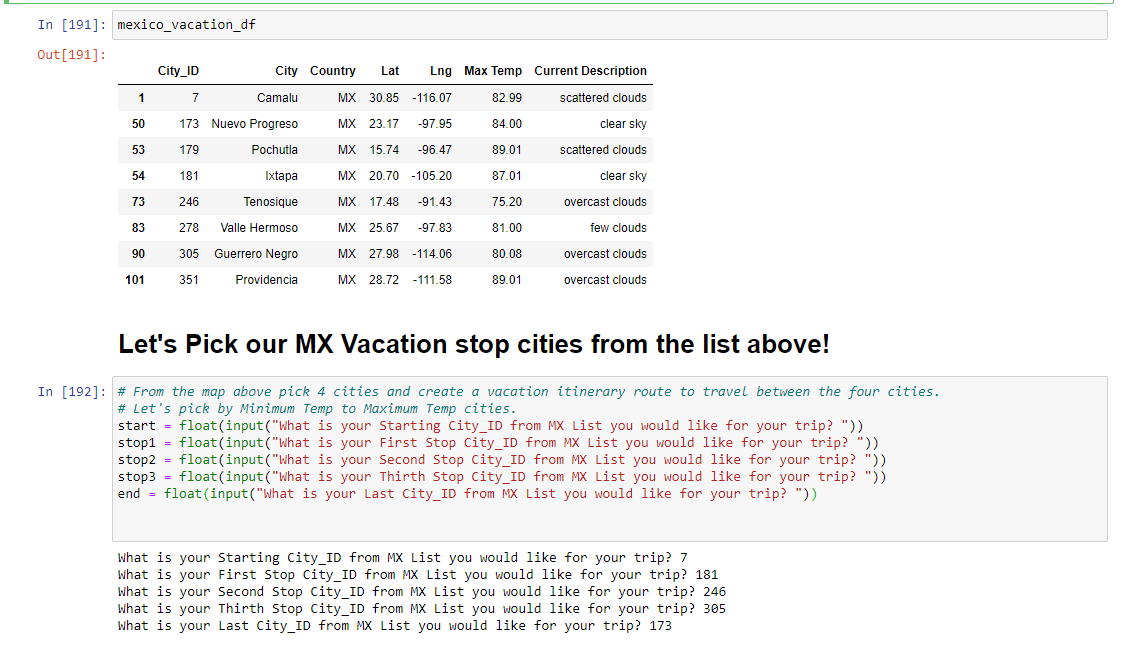 In [191]: mexico_vacation_df
Out[191]:
City_ID City Country Lat Lng Max Temp Current Description
1 7 Camalu MX 30.85 -116.07 82.99 scattered clouds
50 173 Nuevo Progreso MX 23.17 -97.95 84.00 clear sky
53 179 Pochutla MX 15.74 -96.47 89.01 scattered clouds
54 181 Ixtapa MX 20.70 -105.20 87.01 clear sky
73 246 Tenosique MX 17.48 -91.43 75.20 overcast clouds
83 278 Valle Hermoso MX 25.67 -97.83 81.00 few clouds
90 305 Guerrero Negro MX 27.98 -114.06 80.08 overcast clouds
101 351 Providencia MX 28.72 -111.58 89.01 overcast clouds
Let's Pick our MX Vacation stop cities from the list above!
In [192]: # From the map above pick 4 cities and create a vacation itinerary route to travel between the four cities.
# Let's pick by Minimum Temp to Maximum Temp cities.
start = float(input("What is your Starting City_ID from MX List you would like for your trip? "))
stop1 = float(input("What is your First Stop City_ID from MX List you would like for your trip? "))
stop2 = float(input("What is your Second Stop City_ID from MX List you would like for your trip? "))
stop3 = float(input("What is your Thirth Stop City_ID from MX List you would like for your trip? "))
end = float(input("What is your Last City_ID from MX List you would like for your trip? "))
What is your Starting City_ID from MX List you would like for your trip? 7
What is your First Stop City_ID from MX List you would like for your trip? 181
What is your Second Stop City_ID from MX List you would like for your trip? 246
What is your Thirth Stop City_ID from MX List you would like for your trip? 305
What is your Last City_ID from MX List you would like for your trip? 173